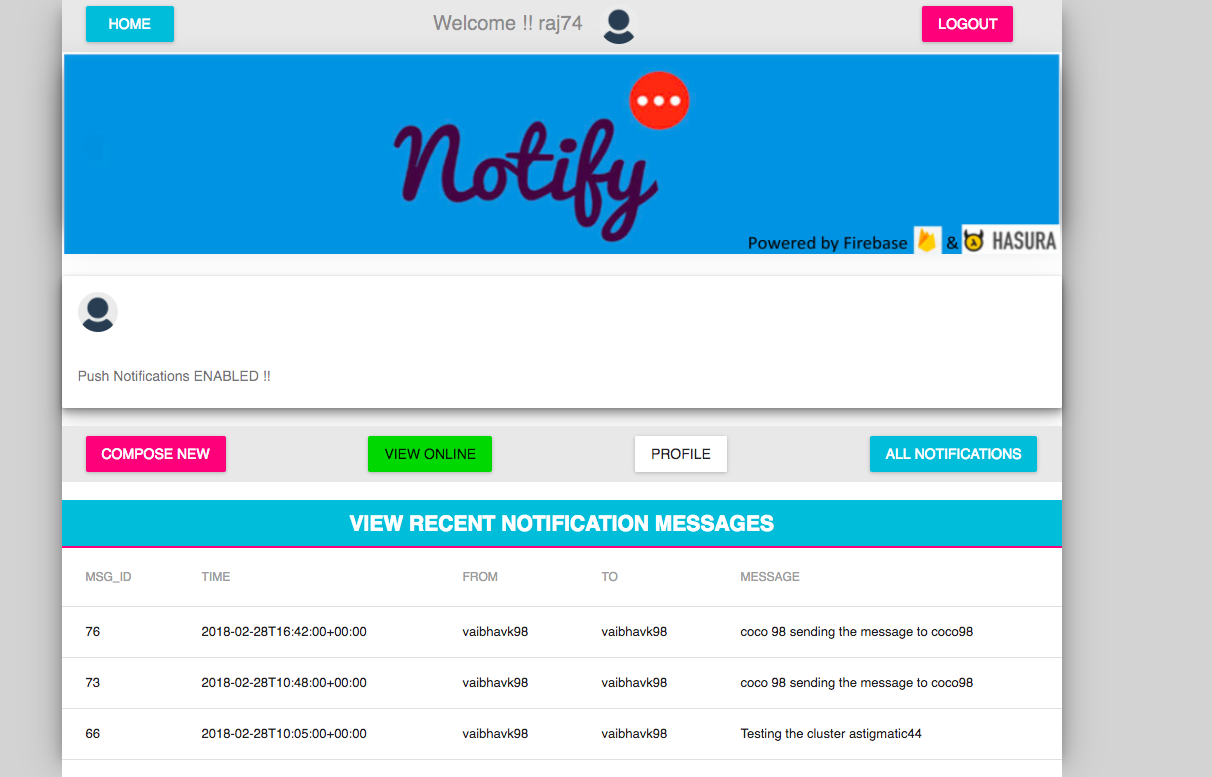 HOME Welcome !! raj74 LOGOUT
Notify
Powered by Firebase & HASURA
Push Notifications ENABLED !!
COMPOSE NEW VIEW ONLINE PROFILE ALL NOTIFICATIONS
VIEW RECENT NOTIFICATION MESSAGES
MSG_ID TIME FROM TO MESSAGE
76 2018-02-28T16:42:00+00:00 vaibhavk98 vaibhavk98 coco 98 sending the message to coco98
73 2018-02-28T10:48:00+00:00 vaibhavk98 vaibhavk98 coco 98 sending the message to coco98
66 2018-02-28T10:05:00+00:00 vaibhavk98 vaibhavk98 Testing the cluster astigmatic44